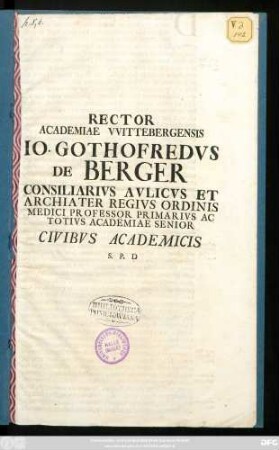 RECTOR
ACADEMIAE VVITTEBERGENSIS
IO. GOTHOFREDVS
DE BERGER
CONSILIARIVS AVLICVS ET
ARCHIATER REGIVS ORDINIS
MEDICI PROFESSOR PRIMARIVS AC
TOTIVS ACADEMIAE SENIOR
CIVIBVS ACADEMICIS
S. P. D